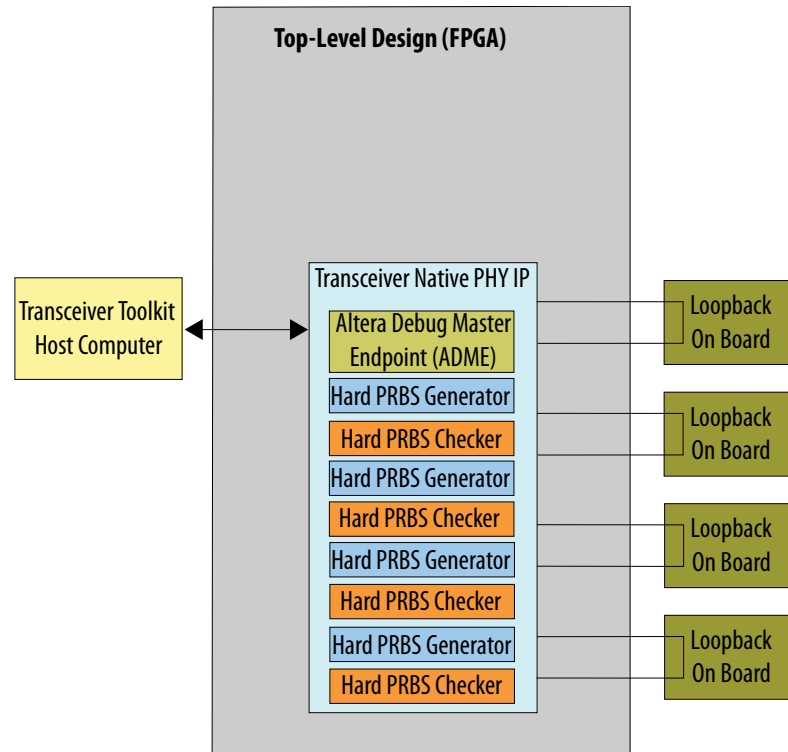 Top-Level Design (FPGA)
Transceiver Toolkit
Host Computer
Transceiver Native PHY IP
Altera Debug Master
Endpoint (ADME)
Hard PRBS Generator
Hard PRBS Checker
Hard PRBS Generator
Hard PRBS Checker
Hard PRBS Generator
Hard PRBS Checker
Hard PRBS Generator
Hard PRBS Checker
Loopback
On Board
Loopback
On Board
Loopback
On Board
Loopback
On Board